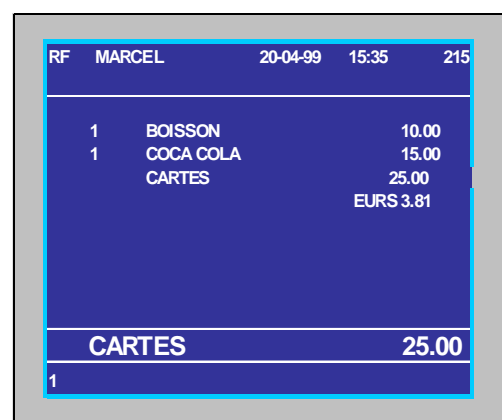 RF MARCEL 20-04-99 15:35 215
1 BOISSON 10.00
1 COCA COLA 15.00
CARTES 25.00
EURS 3.81
CARTES 25.00
1